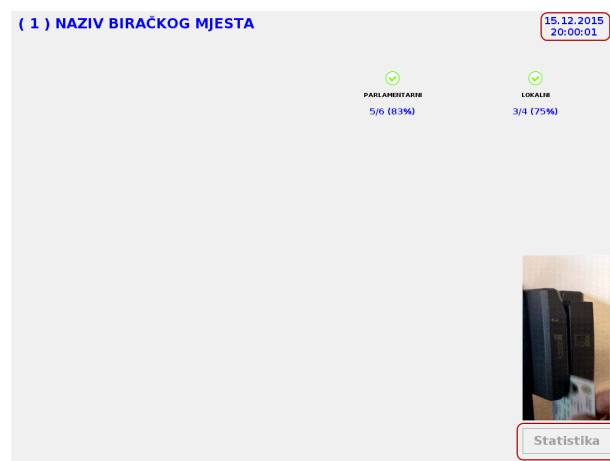 ( 1 ) NAZIV BIRAČKOG MJESTA
15.12.2015
20:00:01
PARLAMENTARNI
LOKALNI
5/6 (83%)
3/4 (75%)
Statistika